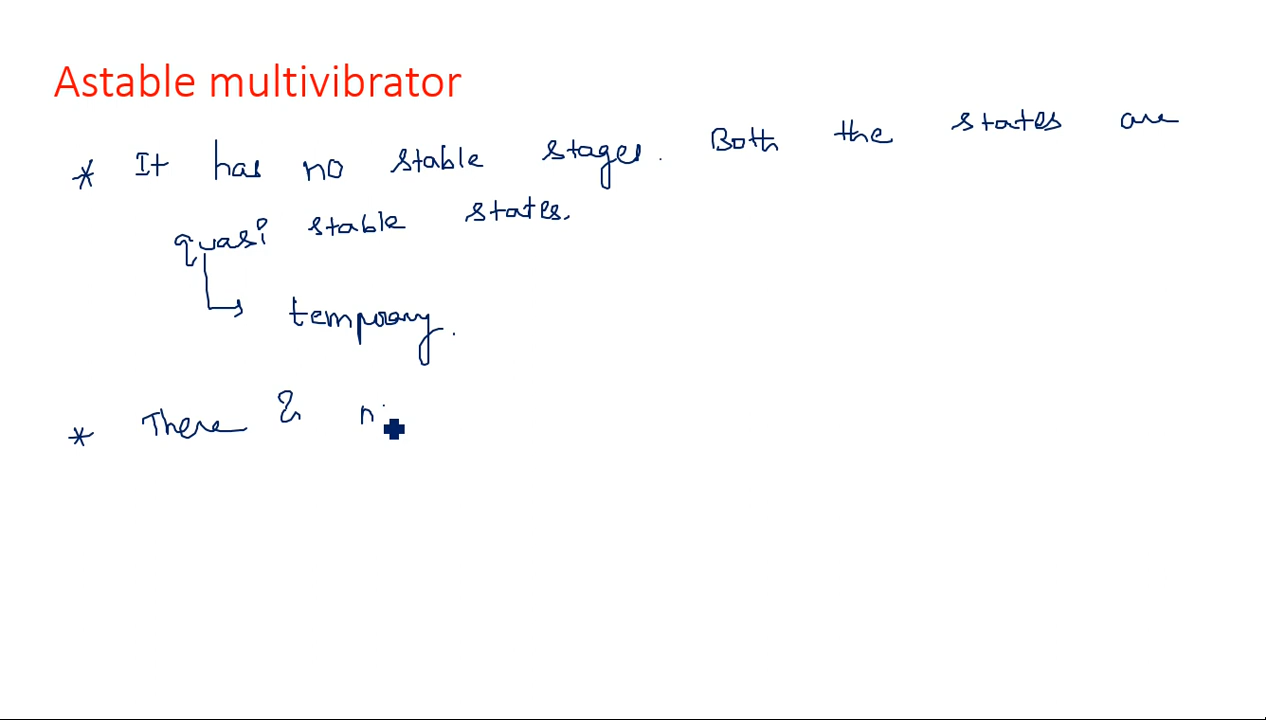 Astable multivibrator
* It has no stable stages. Both the states are
quasi stable states.
↳ temporary.
* There is n